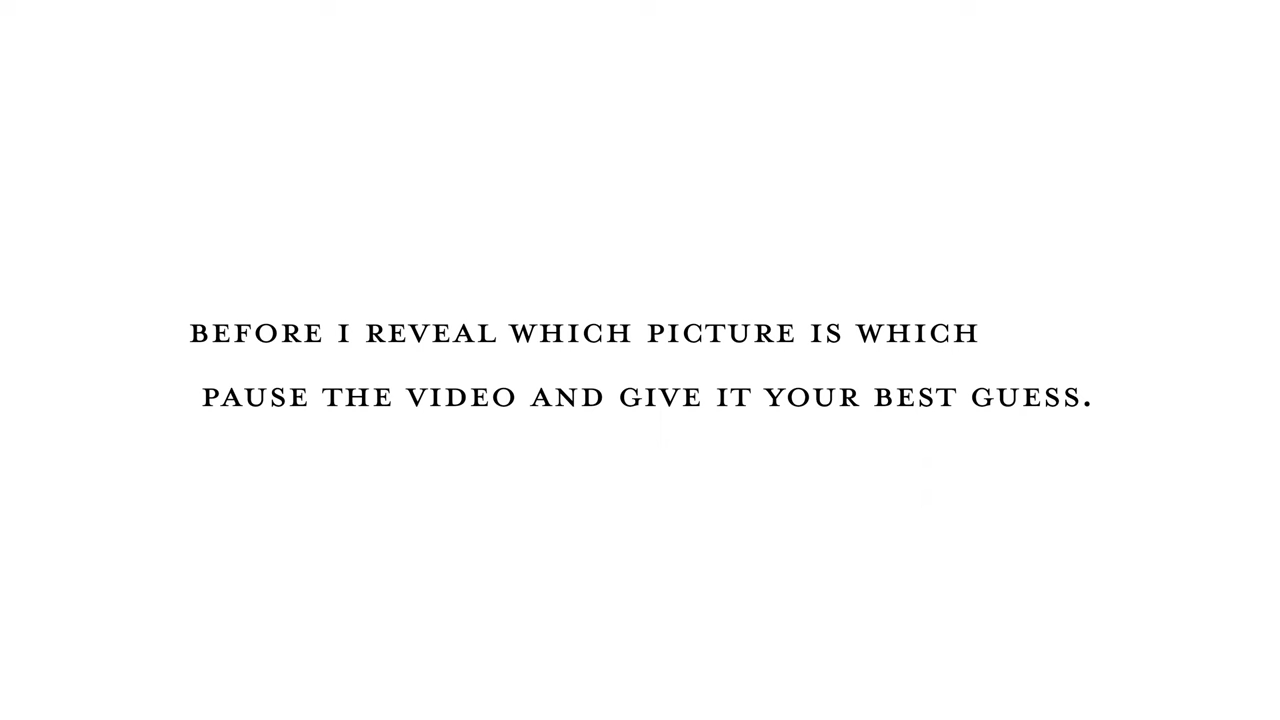 BEFORE I REVEAL WHICH PICTURE IS WHICH
PAUSE THE VIDEO AND GIVE IT YOUR BEST GUESS.